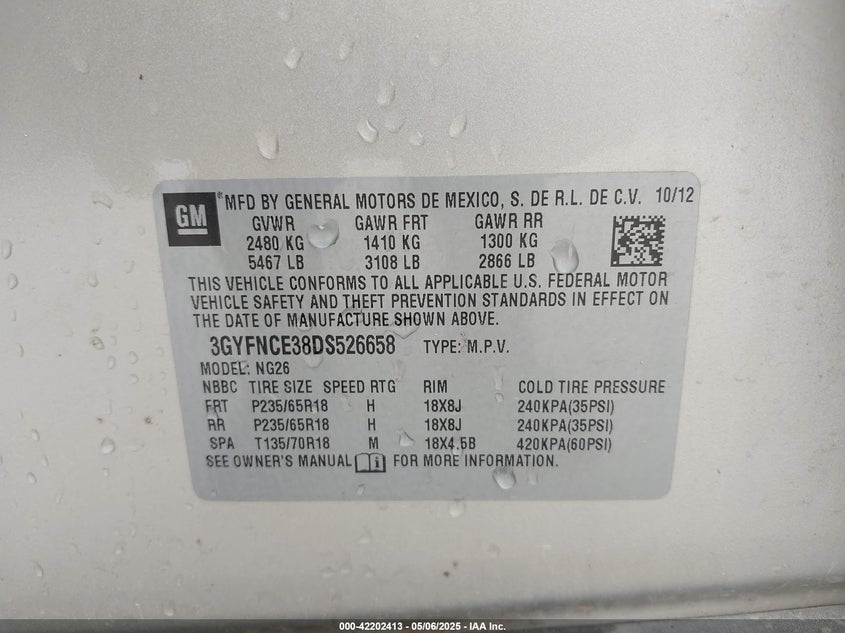 GM ® MFD BY GENERAL MOTORS DE MEXICO, S. DE R.L. DE C.V. 10/12
GVWR GAWR FRT GAWR RR
2480 KG 1410 KG 1300 KG
5467 LB 3108 LB 2866 LB
THIS VEHICLE CONFORMS TO ALL APPLICABLE U.S. FEDERAL MOTOR
VEHICLE SAFETY AND THEFT PREVENTION STANDARDS IN EFFECT ON
THE DATE OF MANUFACTURE SHOWN ABOVE.
3GYFNCE38DS526658 TYPE: M.P.V.
MODEL: NG26
NBBC TIRE SIZE SPEED RTG RIM COLD TIRE PRESSURE
FRT P235/65R18 H 18X8J 240KPA(35PSI)
RR P235/65R18 H 18X8J 240KPA(35PSI)
SPA T135/70R18 M 18X4.5B 420KPA(60PSI)
SEE OWNER'S MANUAL FOR MORE INFORMATION.
000-42202413 - 05/06/2025 - IAA Inc.